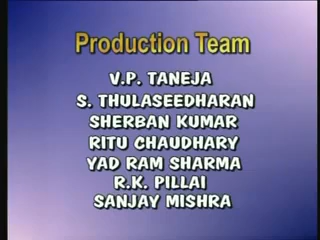 Production Team
V.P. TANEJA
S. THULASEEDHARAN
SHERBAN KUMAR
RITU CHAUDHARY
YAD RAM SHARMA
R.K. PILLAI
SANJAY MISHRA